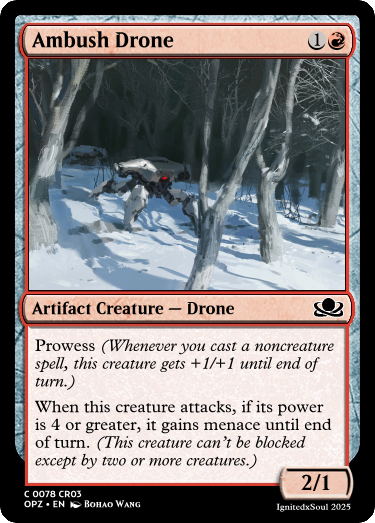 Ambush Drone 1
Artifact Creature — Drone
Prowess (Whenever you cast a noncreature
spell, this creature gets +1/+1 until end of
turn.)
When this creature attacks, if its power
is 4 or greater, it gains menace until end
of turn. (This creature can't be blocked
except by two or more creatures.)
2/1
C 0078 CR03
OPZ • EN Bohao Wang
IgnitedxSoul 2025